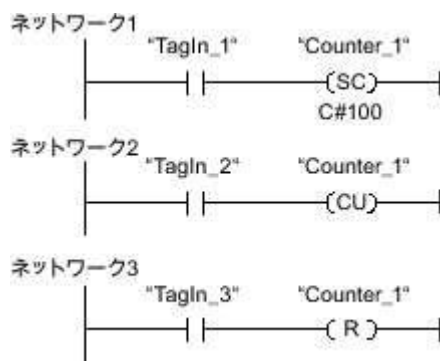 ネットワーク1
"TagIn_1" "Counter_1"
(SC)
C#100
ネットワーク2
"TagIn_2" "Counter_1"
(CU)
ネットワーク3
"TagIn_3" "Counter_1"
(R)